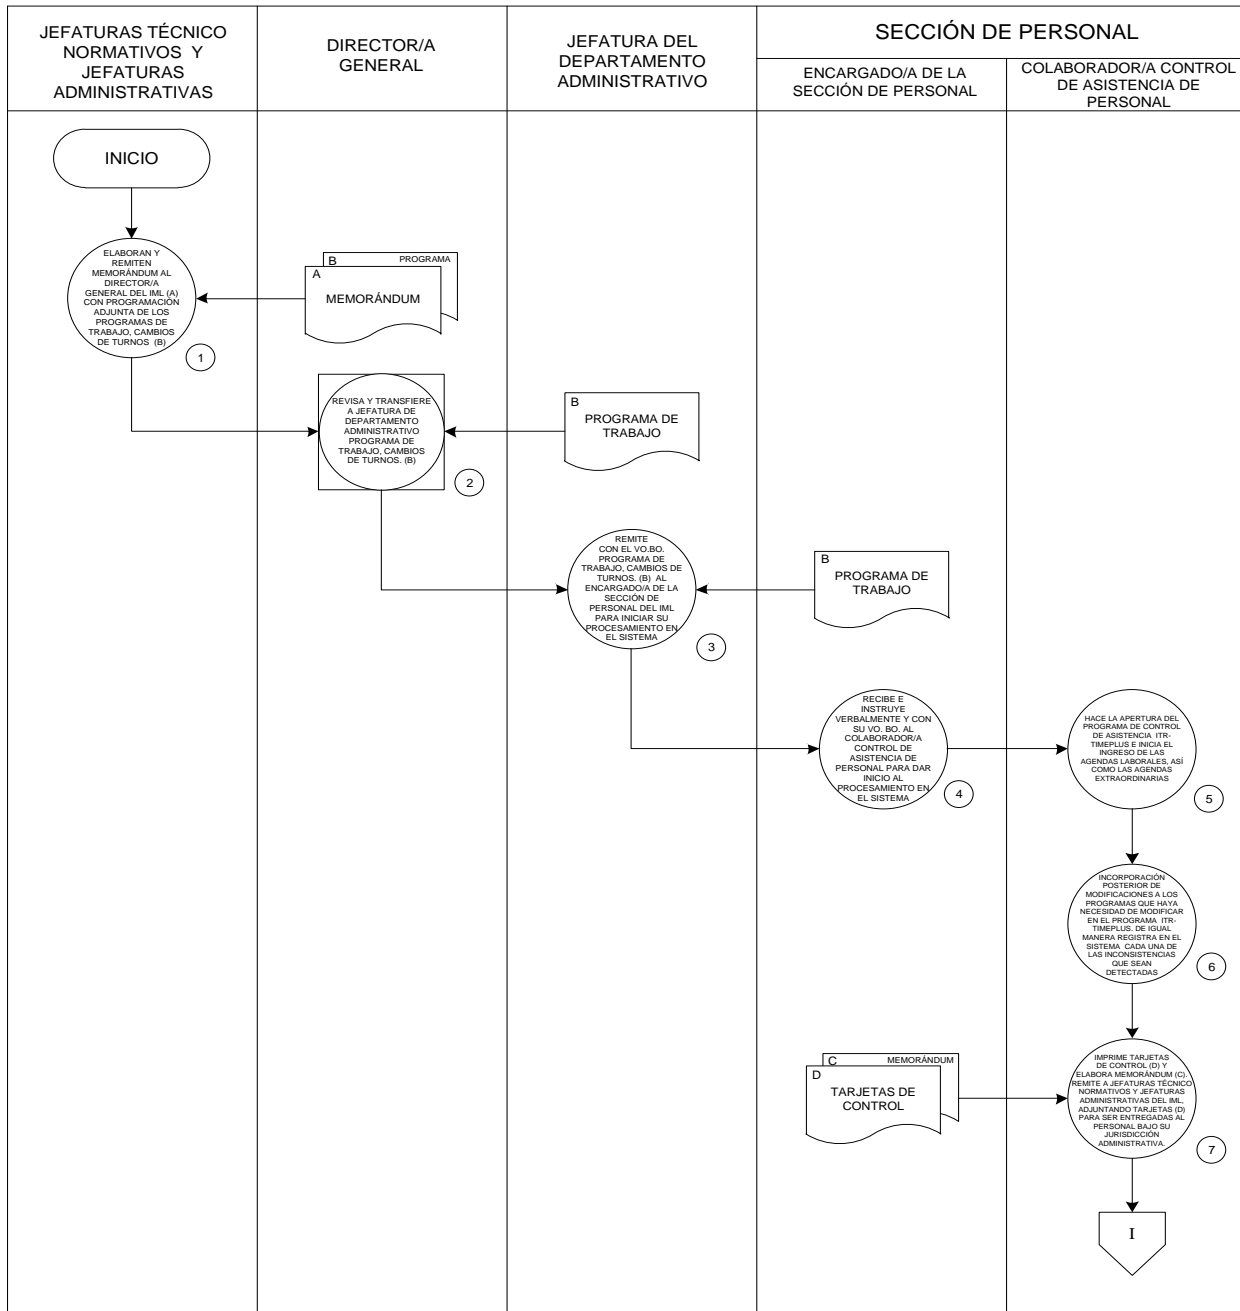 JEFATURAS TÉCNICO
NORMATIVOS Y
JEFATURAS
ADMINISTRATIVAS
DIRECTOR/A
GENERAL
JEFATURA DEL
DEPARTAMENTO
ADMINISTRATIVO
SECCIÓN DE PERSONAL
ENCARGADO/A DE LA
SECCIÓN DE PERSONAL
COLABORADOR/A CONTROL
DE ASISTENCIA DE
PERSONAL
INICIO
ELABORAN Y
REMITEN
MEMORÁNDUM AL
DIRECTOR/A
GENERAL DEL IML (A)
CON PROGRAMACIÓN
ADJUNTA DE LOS
PROGRAMAS DE
TRABAJO, CAMBIOS
DE TURNOS (B)
1
B PROGRAMA
A
MEMORÁNDUM
REVISA Y TRANSFIERE
A JEFATURA DE
DEPARTAMENTO
ADMINISTRATIVO
PROGRAMA DE
TRABAJO, CAMBIOS
DE TURNOS. (B)
2
B
PROGRAMA DE
TRABAJO
REMITE
CON EL VO.BO.
PROGRAMA DE
TRABAJO, CAMBIOS DE
TURNOS. (B) AL
ENCARGADO/A DE LA
SECCIÓN DE
PERSONAL DEL IML
PARA INICIAR SU
PROCESAMIENTO EN
EL SISTEMA
3
B
PROGRAMA DE
TRABAJO
RECIBE E
INSTRUYE
VERBALMENTE Y CON
SU VO. BO. AL
COLABORADOR/A
CONTROL DE
ASISTENCIA DE
PERSONAL PARA DAR
INICIO AL
PROCESAMIENTO EN
EL SISTEMA
4
HACE LA APERTURA DEL
PROGRAMA DE CONTROL
DE ASISTENCIA ITR-
TIMEPLUS E INICIA EL
INGRESO DE LAS
AGENDAS LABORALES, ASÍ
COMO LAS AGENDAS
EXTRAORDINARIAS
5
INCORPORACIÓN
POSTERIOR DE
MODIFICACIONES A LOS
PROGRAMAS QUE HAYA
NECESIDAD DE MODIFICAR
EN EL PROGRAMA ITR-
TIMEPLUS. DE IGUAL
MANERA REGISTRA EN EL
SISTEMA CADA UNA DE
LAS INCONSISTENCIAS
QUE SEAN
DETECTADAS
6
C MEMORÁNDUM
D
TARJETAS DE
CONTROL
IMPRIME TARJETAS
DE CONTROL (D) Y
ELABORA MEMORÁNDUM (C).
REMITE A JEFATURAS TÉCNICO
NORMATIVOS Y JEFATURAS
ADMINISTRATIVAS DEL IML,
ADJUNTANDO TARJETAS (D)
PARA SER ENTREGADAS AL
PERSONAL BAJO SU
JURISDICCIÓN
ADMINISTRATIVA.
7
I